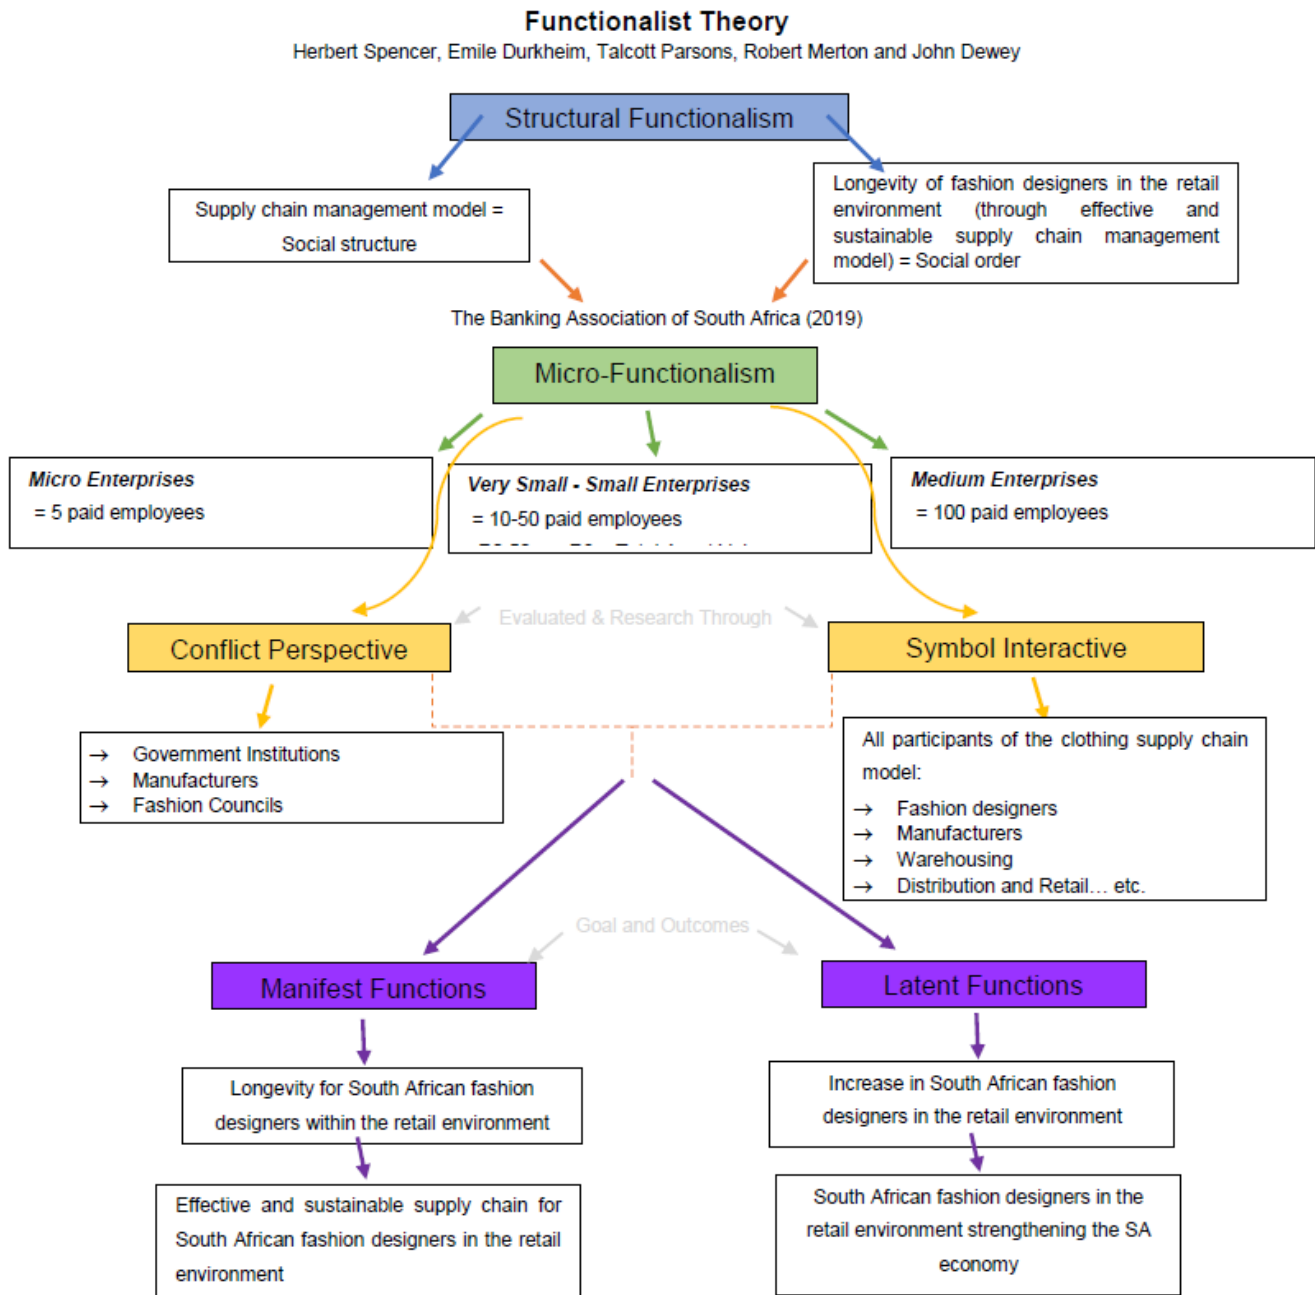 Functionalist Theory
Herbert Spencer, Emile Durkheim, Talcott Parsons, Robert Merton and John Dewey
Structural Functionalism
Supply chain management model =
Social structure
Longevity of fashion designers in the retail
environment (through effective and
sustainable supply chain management
model) = Social order
The Banking Association of South Africa (2019)
Micro-Functionalism
Micro Enterprises
= 5 paid employees
Very Small - Small Enterprises
= 10-50 paid employees
Medium Enterprises
= 100 paid employees
Evaluated & Research Through
Conflict Perspective
Symbol Interactive
→ Government Institutions
→ Manufacturers
→ Fashion Councils
All participants of the clothing supply chain
model:
→ Fashion designers
→ Manufacturers
→ Warehousing
→ Distribution and Retail… etc.
Goal and Outcomes
Manifest Functions
Latent Functions
Longevity for South African fashion
designers within the retail environment
Increase in South African fashion
designers in the retail environment
Effective and sustainable supply chain for
South African fashion designers in the retail
environment
South African fashion designers in the
retail environment strengthening the SA
economy